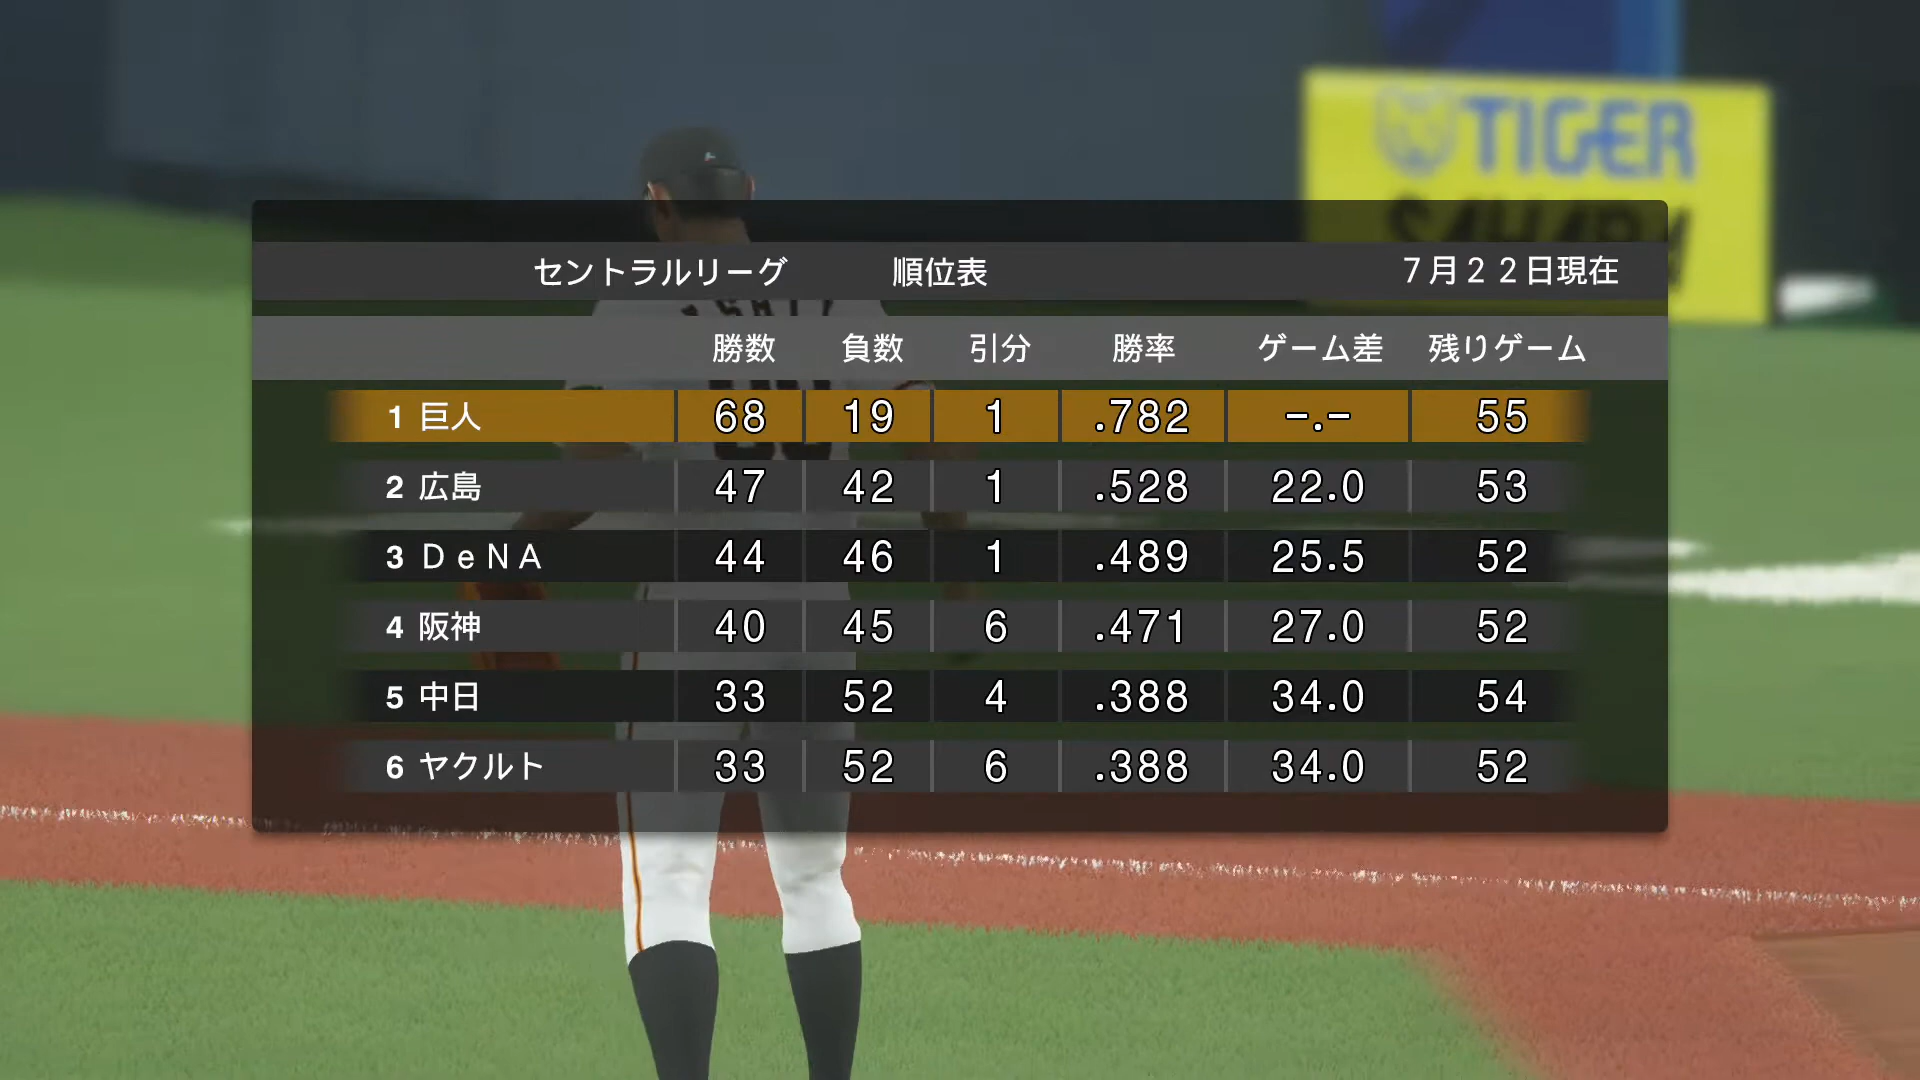 TIGER
SAHARA
セントラルリーグ 順位表 7月22日現在
勝数 負数 引分 勝率 ゲーム差 残りゲーム
1 巨人 68 19 1 .782 -.- 55
2 広島 47 42 1 .528 22.0 53
3 DeNA 44 46 1 .489 25.5 52
4 阪神 40 45 6 .471 27.0 52
5 中日 33 52 4 .388 34.0 54
6 ヤクルト 33 52 6 .388 34.0 52